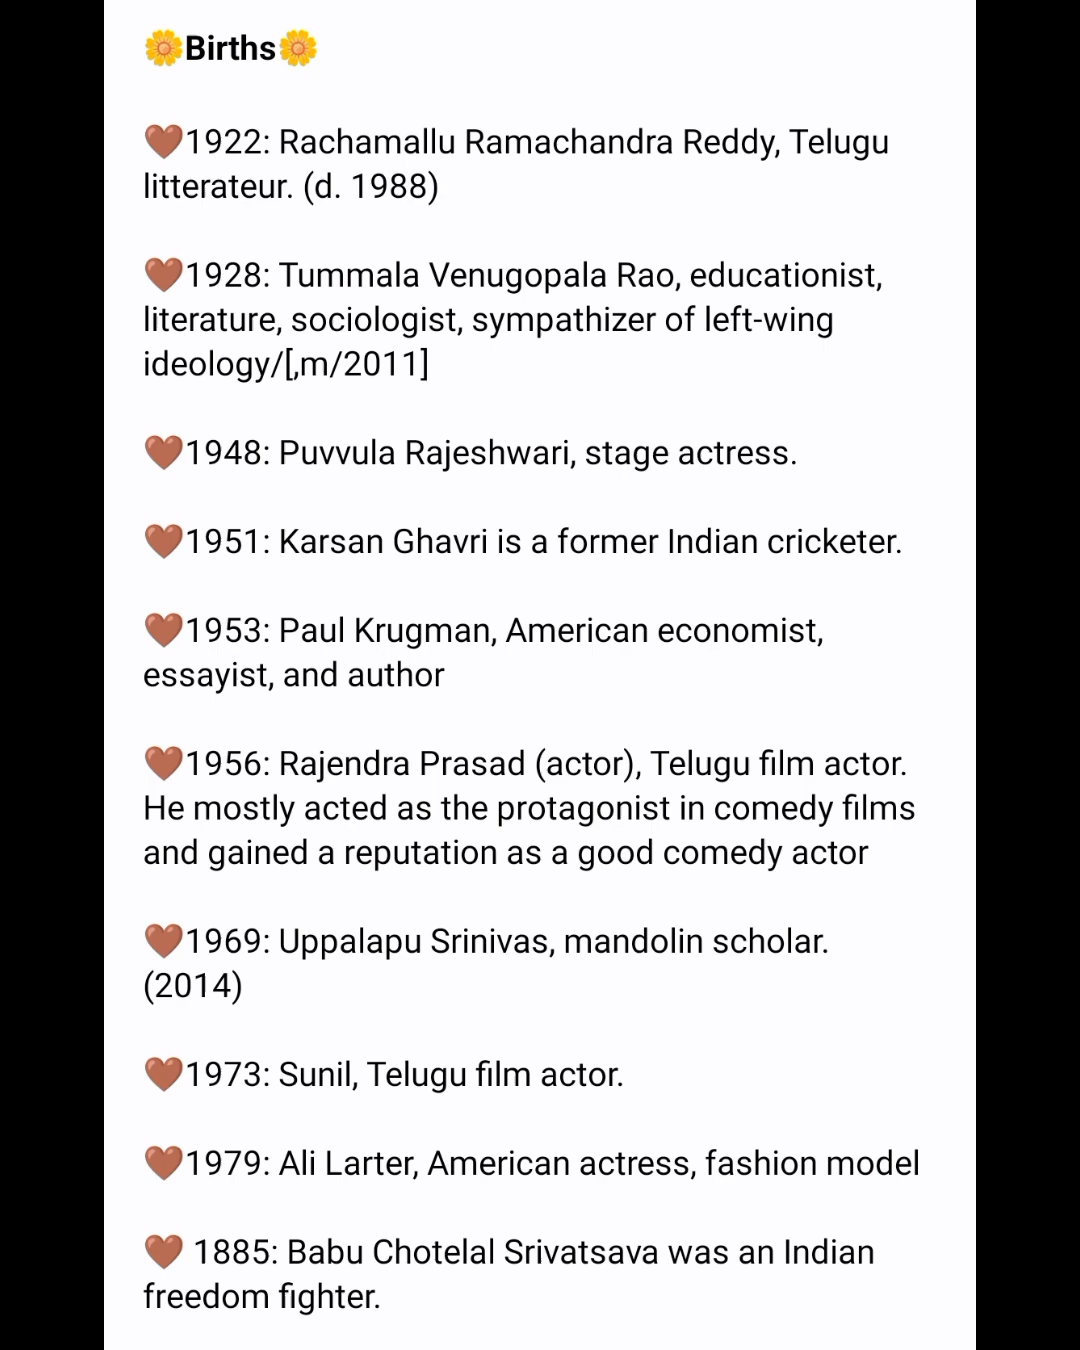 🌼Births🌼
🤎1922: Rachamallu Ramachandra Reddy, Telugu
litterateur. (d. 1988)
🤎1928: Tummala Venugopala Rao, educationist,
literature, sociologist, sympathizer of left-wing
ideology/[,m/2011]
🤎1948: Puvvula Rajeshwari, stage actress.
🤎1951: Karsan Ghavri is a former Indian cricketer.
🤎1953: Paul Krugman, American economist,
essayist, and author
🤎1956: Rajendra Prasad (actor), Telugu film actor.
He mostly acted as the protagonist in comedy films
and gained a reputation as a good comedy actor
🤎1969: Uppalapu Srinivas, mandolin scholar.
(2014)
🤎1973: Sunil, Telugu film actor.
🤎1979: Ali Larter, American actress, fashion model
🤎 1885: Babu Chotelal Srivatsava was an Indian
freedom fighter.